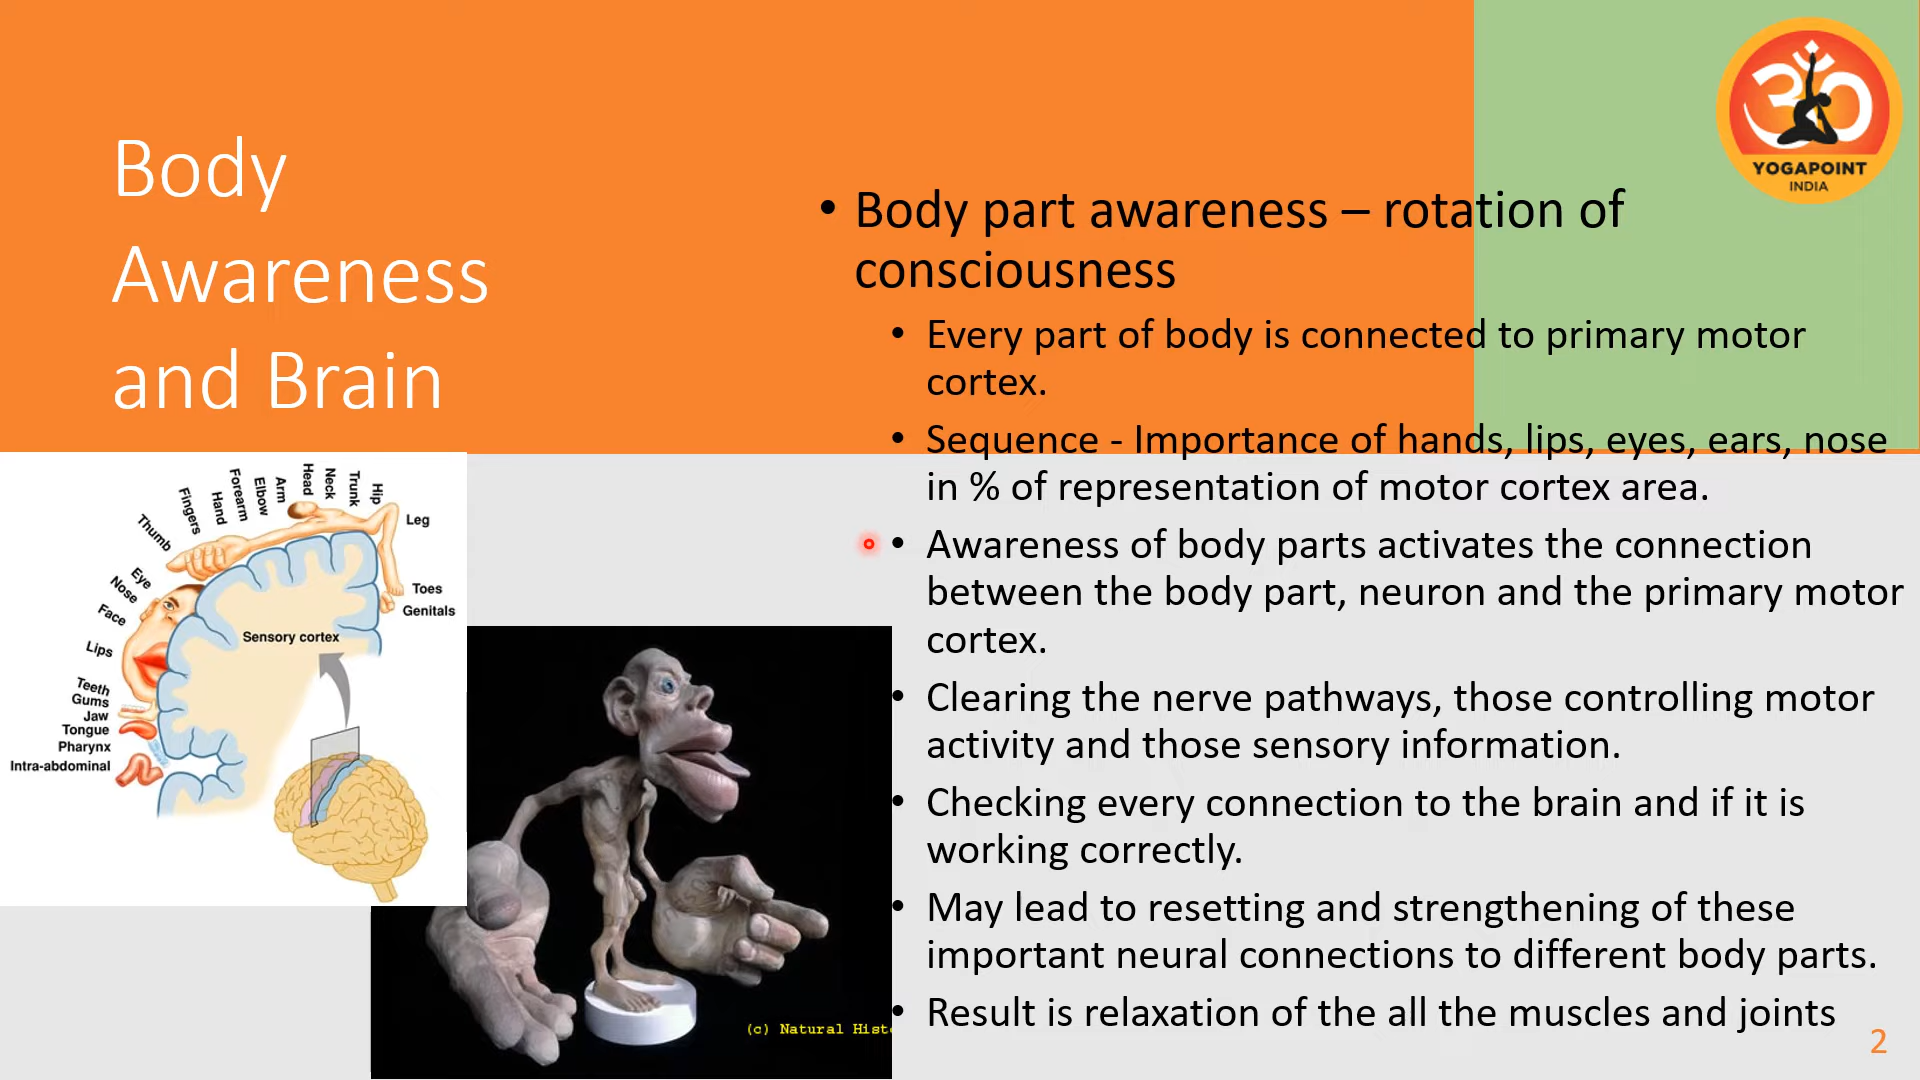 Body
Awareness
and Brain
YOGAPOINT
INDIA
• Body part awareness – rotation of
consciousness
• Every part of body is connected to primary motor
cortex.
• Sequence - Importance of hands, lips, eyes, ears, nose
in % of representation of motor cortex area.
• Awareness of body parts activates the connection
between the body part, neuron and the primary motor
cortex.
• Clearing the nerve pathways, those controlling motor
activity and those sensory information.
• Checking every connection to the brain and if it is
working correctly.
• May lead to resetting and strengthening of these
important neural connections to different body parts.
• Result is relaxation of the all the muscles and joints
Intra-abdominal
Pharynx
Tongue
Jaw
Gums
Teeth
Lips
Face
Nose
Eye
Thumb
Fingers
Hand
Forearm
Elbow
Arm
Head
Neck
Trunk
Hip
Leg
Toes
Genitals
Sensory cortex
(c) Natural Hist
2